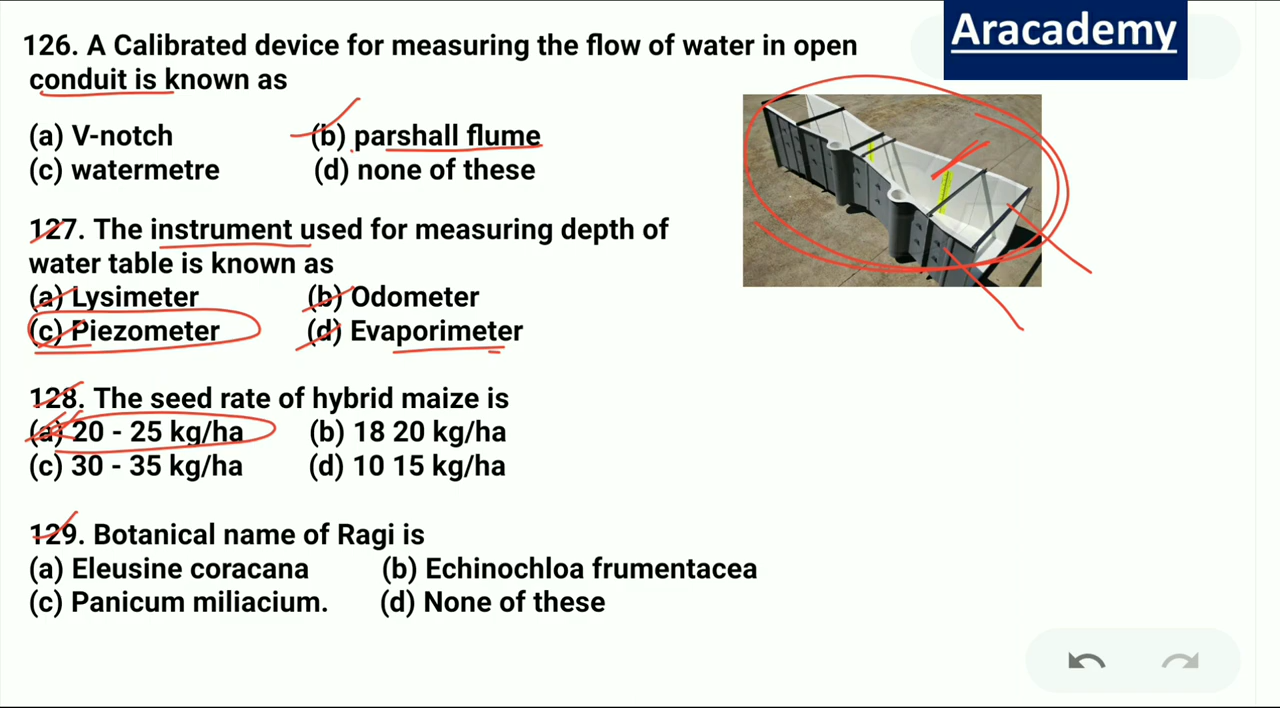 Aracademy
126. A Calibrated device for measuring the flow of water in open
conduit is known as
(a) V-notch (b) parshall flume
(c) watermetre (d) none of these
127. The instrument used for measuring depth of
water table is known as
(a) Lysimeter (b) Odometer
(c) Piezometer (d) Evaporimeter
128. The seed rate of hybrid maize is
(a) 20 - 25 kg/ha (b) 18 20 kg/ha
(c) 30 - 35 kg/ha (d) 10 15 kg/ha
129. Botanical name of Ragi is
(a) Eleusine coracana (b) Echinochloa frumentacea
(c) Panicum miliacium. (d) None of these